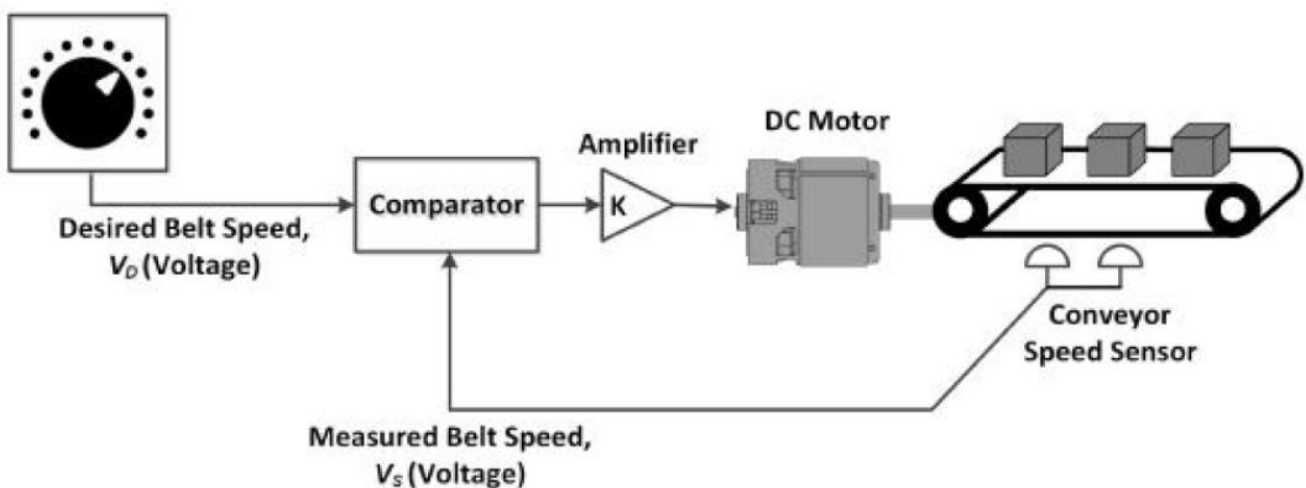 DC Motor
Amplifier
Comparator
K
Desired Belt Speed,
V_D (Voltage)
Conveyor
Speed Sensor
Measured Belt Speed,
V_S (Voltage)